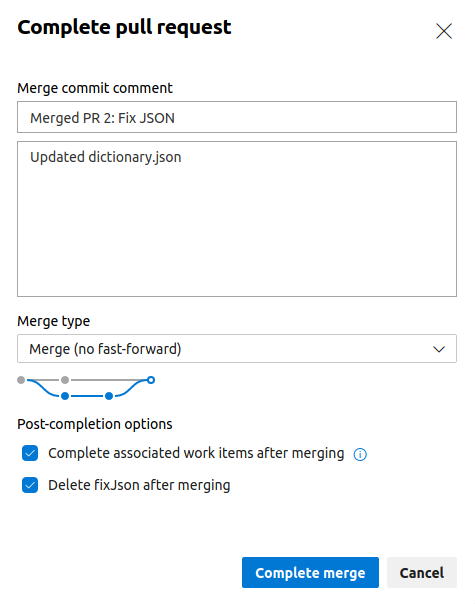 Complete pull request
Merge commit comment
Merged PR 2: Fix JSON
Updated dictionary.json
Merge type
Merge (no fast-forward)
Post-completion options
Complete associated work items after merging
Delete fixJson after merging
Complete merge
Cancel